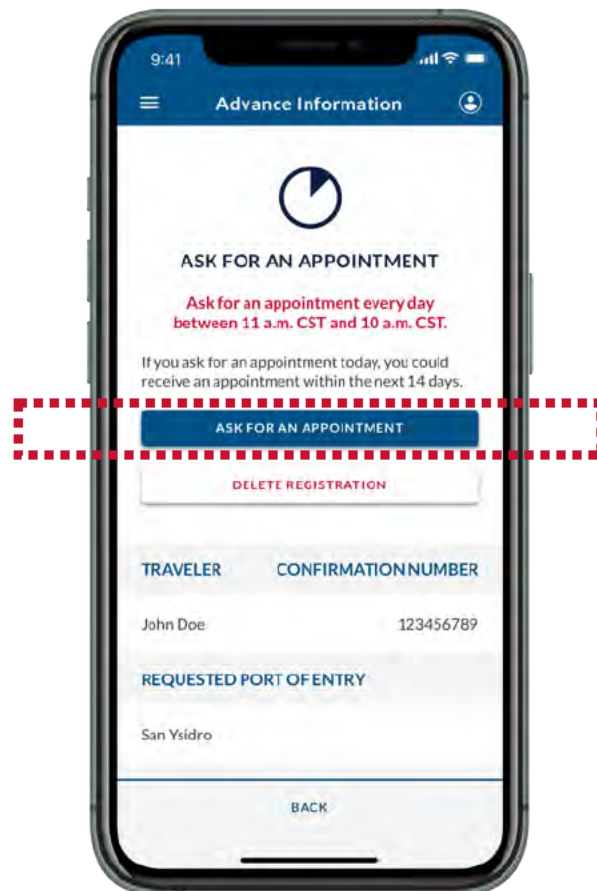 9:41
Advance Information
ASK FOR AN APPOINTMENT
Ask for an appointment every day
between 11 a.m. CST and 10 a.m. CST.
If you ask for an appointment today, you could
receive an appointment within the next 14 days.
ASK FOR AN APPOINTMENT
DELETE REGISTRATION
TRAVELER CONFIRMATION NUMBER
John Doe 123456789
REQUESTED PORT OF ENTRY
San Ysidro
BACK